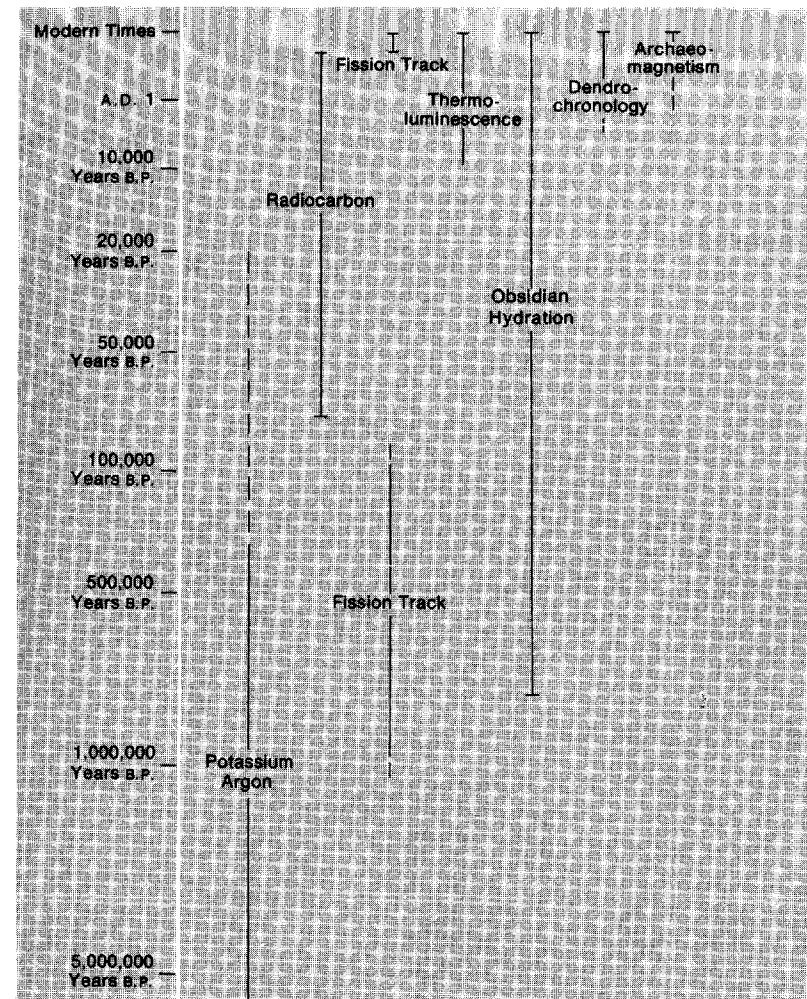 Modern Times
A.D. 1
10,000
Years B.P.
20,000
Years B.P.
50,000
Years B.P.
100,000
Years B.P.
500,000
Years B.P.
1,000,000
Years B.P.
5,000,000
Years B.P.
Potassium
Argon
Radiocarbon
Fission Track
Fission Track
Thermo-
luminescence
Obsidian
Hydration
Dendro-
chronology
Archaeo-
magnetism